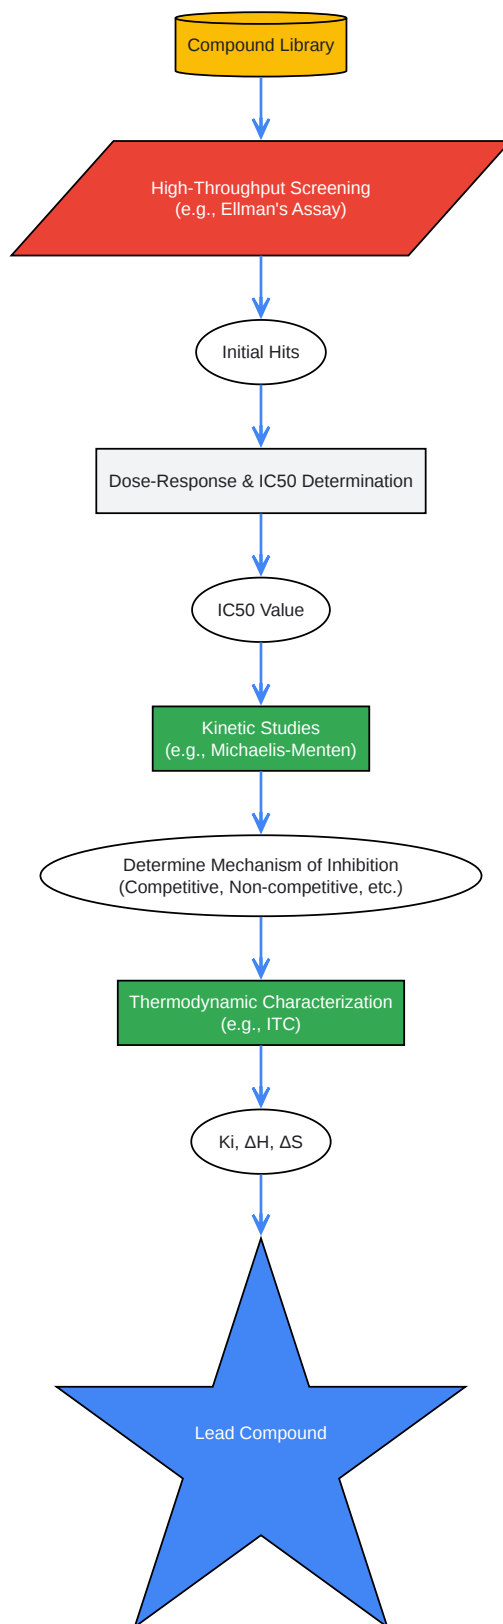 Compound Library
High-Throughput Screening
(e.g., Ellman's Assay)
Initial Hits
Dose-Response & IC50 Determination
IC50 Value
Kinetic Studies
(e.g., Michaelis-Menten)
Determine Mechanism of Inhibition
(Competitive, Non-competitive, etc.)
Thermodynamic Characterization
(e.g., ITC)
Ki, ΔH, ΔS
Lead Compound